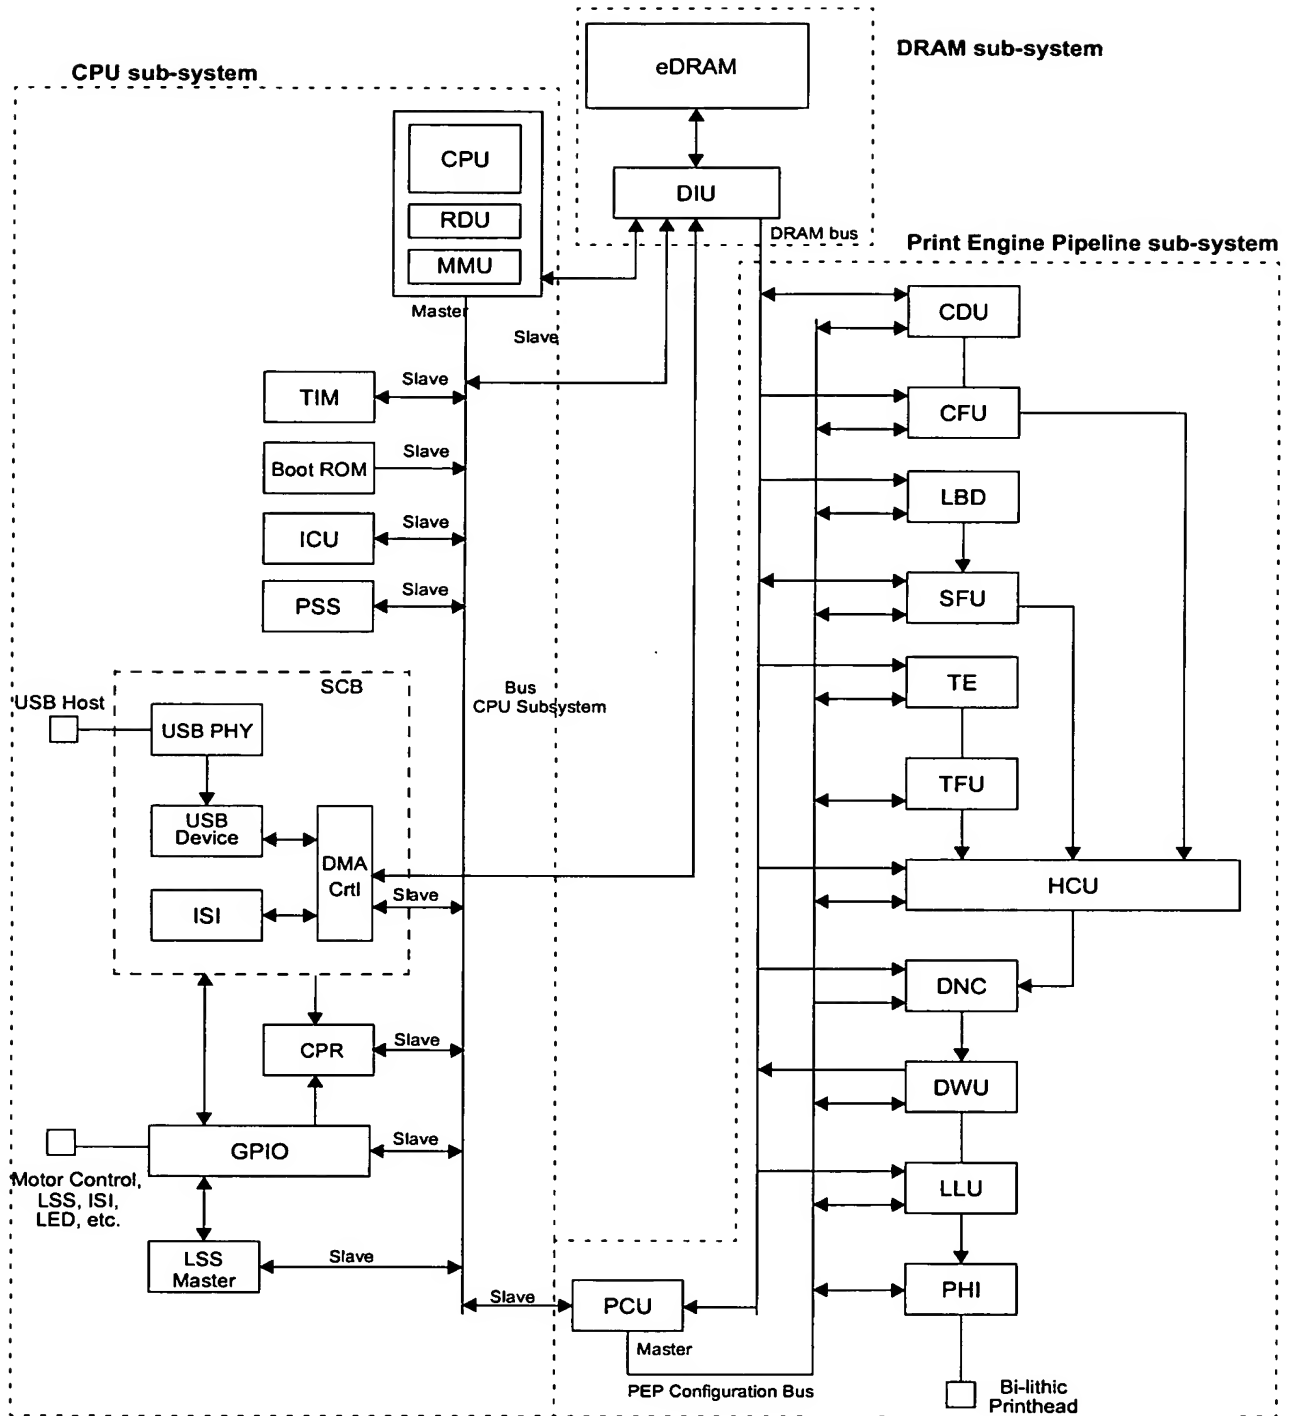 DRAM sub-system
CPU sub-system
eDRAM
CPU
RDU
MMU
DIU
DRAM bus
Print Engine Pipeline sub-system
Master
Slave
CDU
TIM
Slave
CFU
Boot ROM
Slave
LBD
ICU
Slave
PSS
Slave
SFU
SCB
Bus
CPU Subsystem
TE
USB Host
USB PHY
TFU
USB
Device
DMA
Crtl
Slave
HCU
ISI
DNC
CPR
Slave
DWU
GPIO
Slave
Motor Control,
LSS, ISI,
LED, etc.
LLU
LSS
Master
Slave
Slave
PCU
PHI
Master
PEP Configuration Bus
Bi-lithic
Printhead